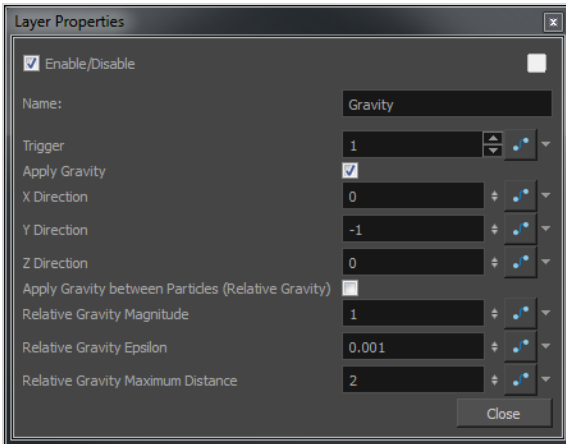 Layer Properties
Enable/Disable
Name: Gravity
Trigger 1
Apply Gravity
X Direction 0
Y Direction -1
Z Direction 0
Apply Gravity between Particles (Relative Gravity)
Relative Gravity Magnitude 1
Relative Gravity Epsilon 0.001
Relative Gravity Maximum Distance 2
Close